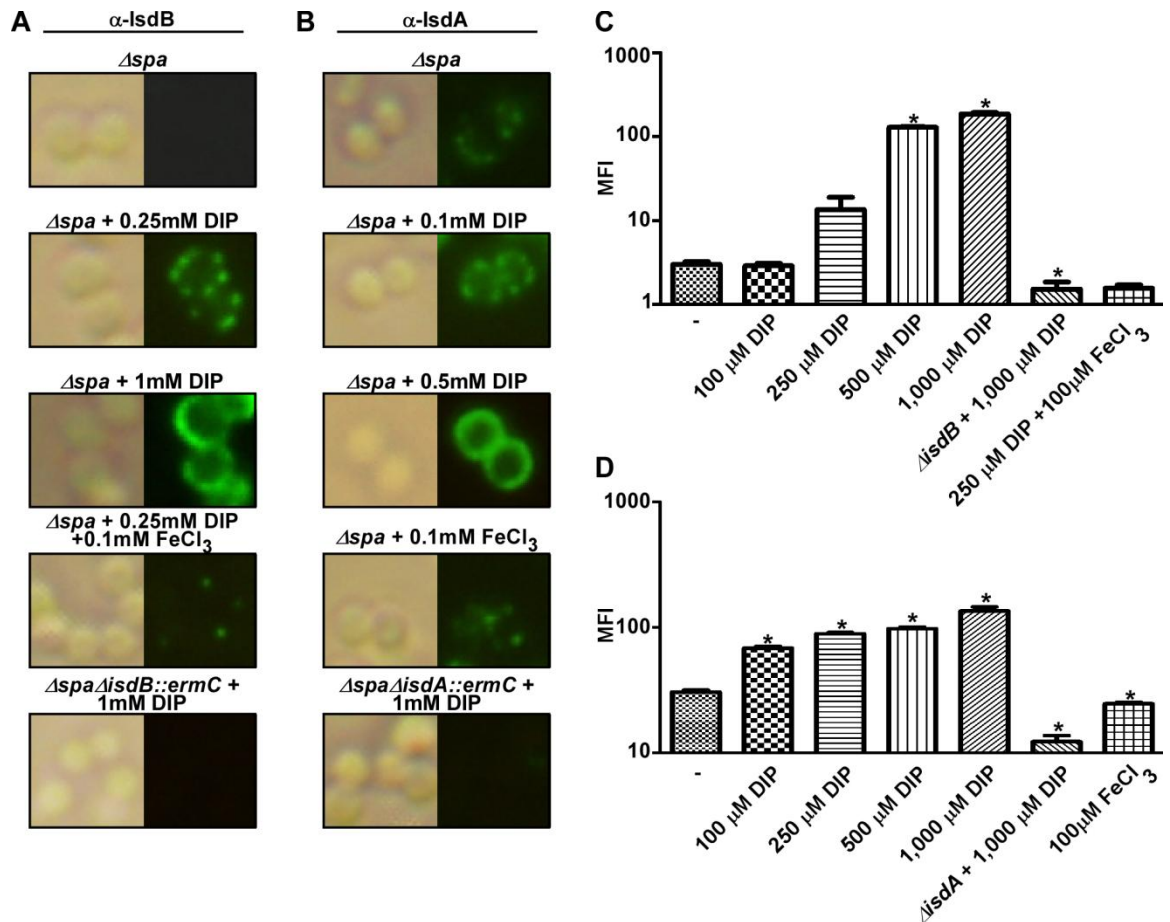 A
α-IsdB
Δspa
Δspa + 0.25mM DIP
Δspa + 1mM DIP
Δspa + 0.25mM DIP
+0.1mM FeCl3
ΔspaΔisdB::ermC +
1mM DIP
B
α-IsdA
Δspa
Δspa + 0.1mM DIP
Δspa + 0.5mM DIP
Δspa + 0.1mM FeCl3
ΔspaΔisdA::ermC +
1mM DIP
C
1000
100
10
1
MFI
* * *
-
100 µM DIP
250 µM DIP
500 µM DIP
1,000 µM DIP
ΔisdB + 1,000 µM DIP
250 µM DIP +100µM FeCl3
D
1000
100
10
MFI
* * * * * *
-
100 µM DIP
250 µM DIP
500 µM DIP
1,000 µM DIP
ΔisdA + 1,000 µM DIP
100µM FeCl3